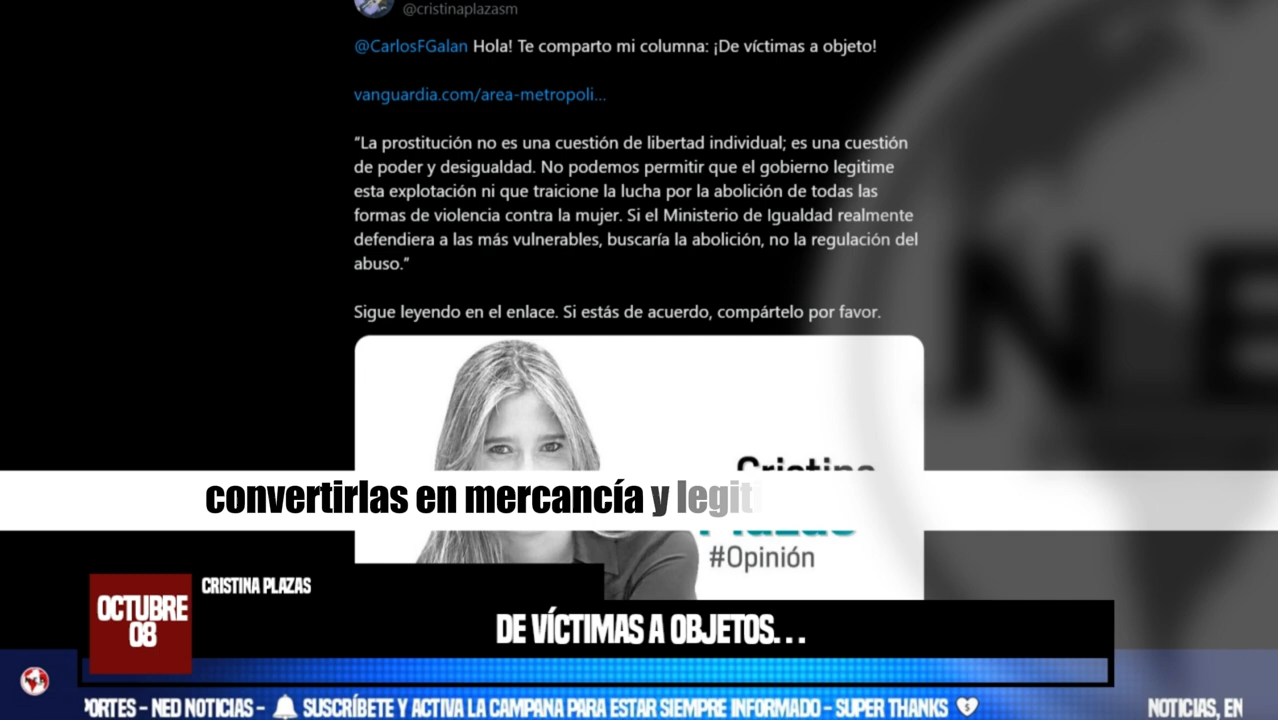 @cristinaplazasm
@CarlosFGalan Hola! Te comparto mi columna: ¡De víctimas a objeto!
vanguardia.com/area-metropoli...
“La prostitución no es una cuestión de libertad individual; es una cuestión
de poder y desigualdad. No podemos permitir que el gobierno legitime
esta explotación ni que traicione la lucha por la abolición de todas las
formas de violencia contra la mujer. Si el Ministerio de Igualdad realmente
defendiera a las más vulnerables, buscaría la abolición, no la regulación del
abuso.”
Sigue leyendo en el enlace. Si estás de acuerdo, compártelo por favor.
NE
Cristina
convertirlas en mercancía y legiti
Plazas
#Opinión
CRISTINA PLAZAS
OCTUBRE
08
DE VÍCTIMAS A OBJETOS...
PORTES – NED NOTICIAS – SUSCRÍBETE Y ACTIVA LA CAMPANA PARA ESTAR SIEMPRE INFORMADO – SUPER THANKS NOTICIAS, EN